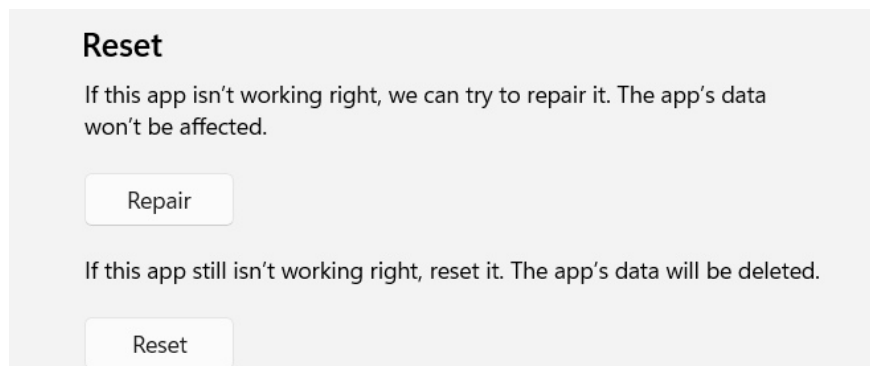 Reset
If this app isn’t working right, we can try to repair it. The app’s data
won’t be affected.
Repair
If this app still isn’t working right, reset it. The app’s data will be deleted.
Reset